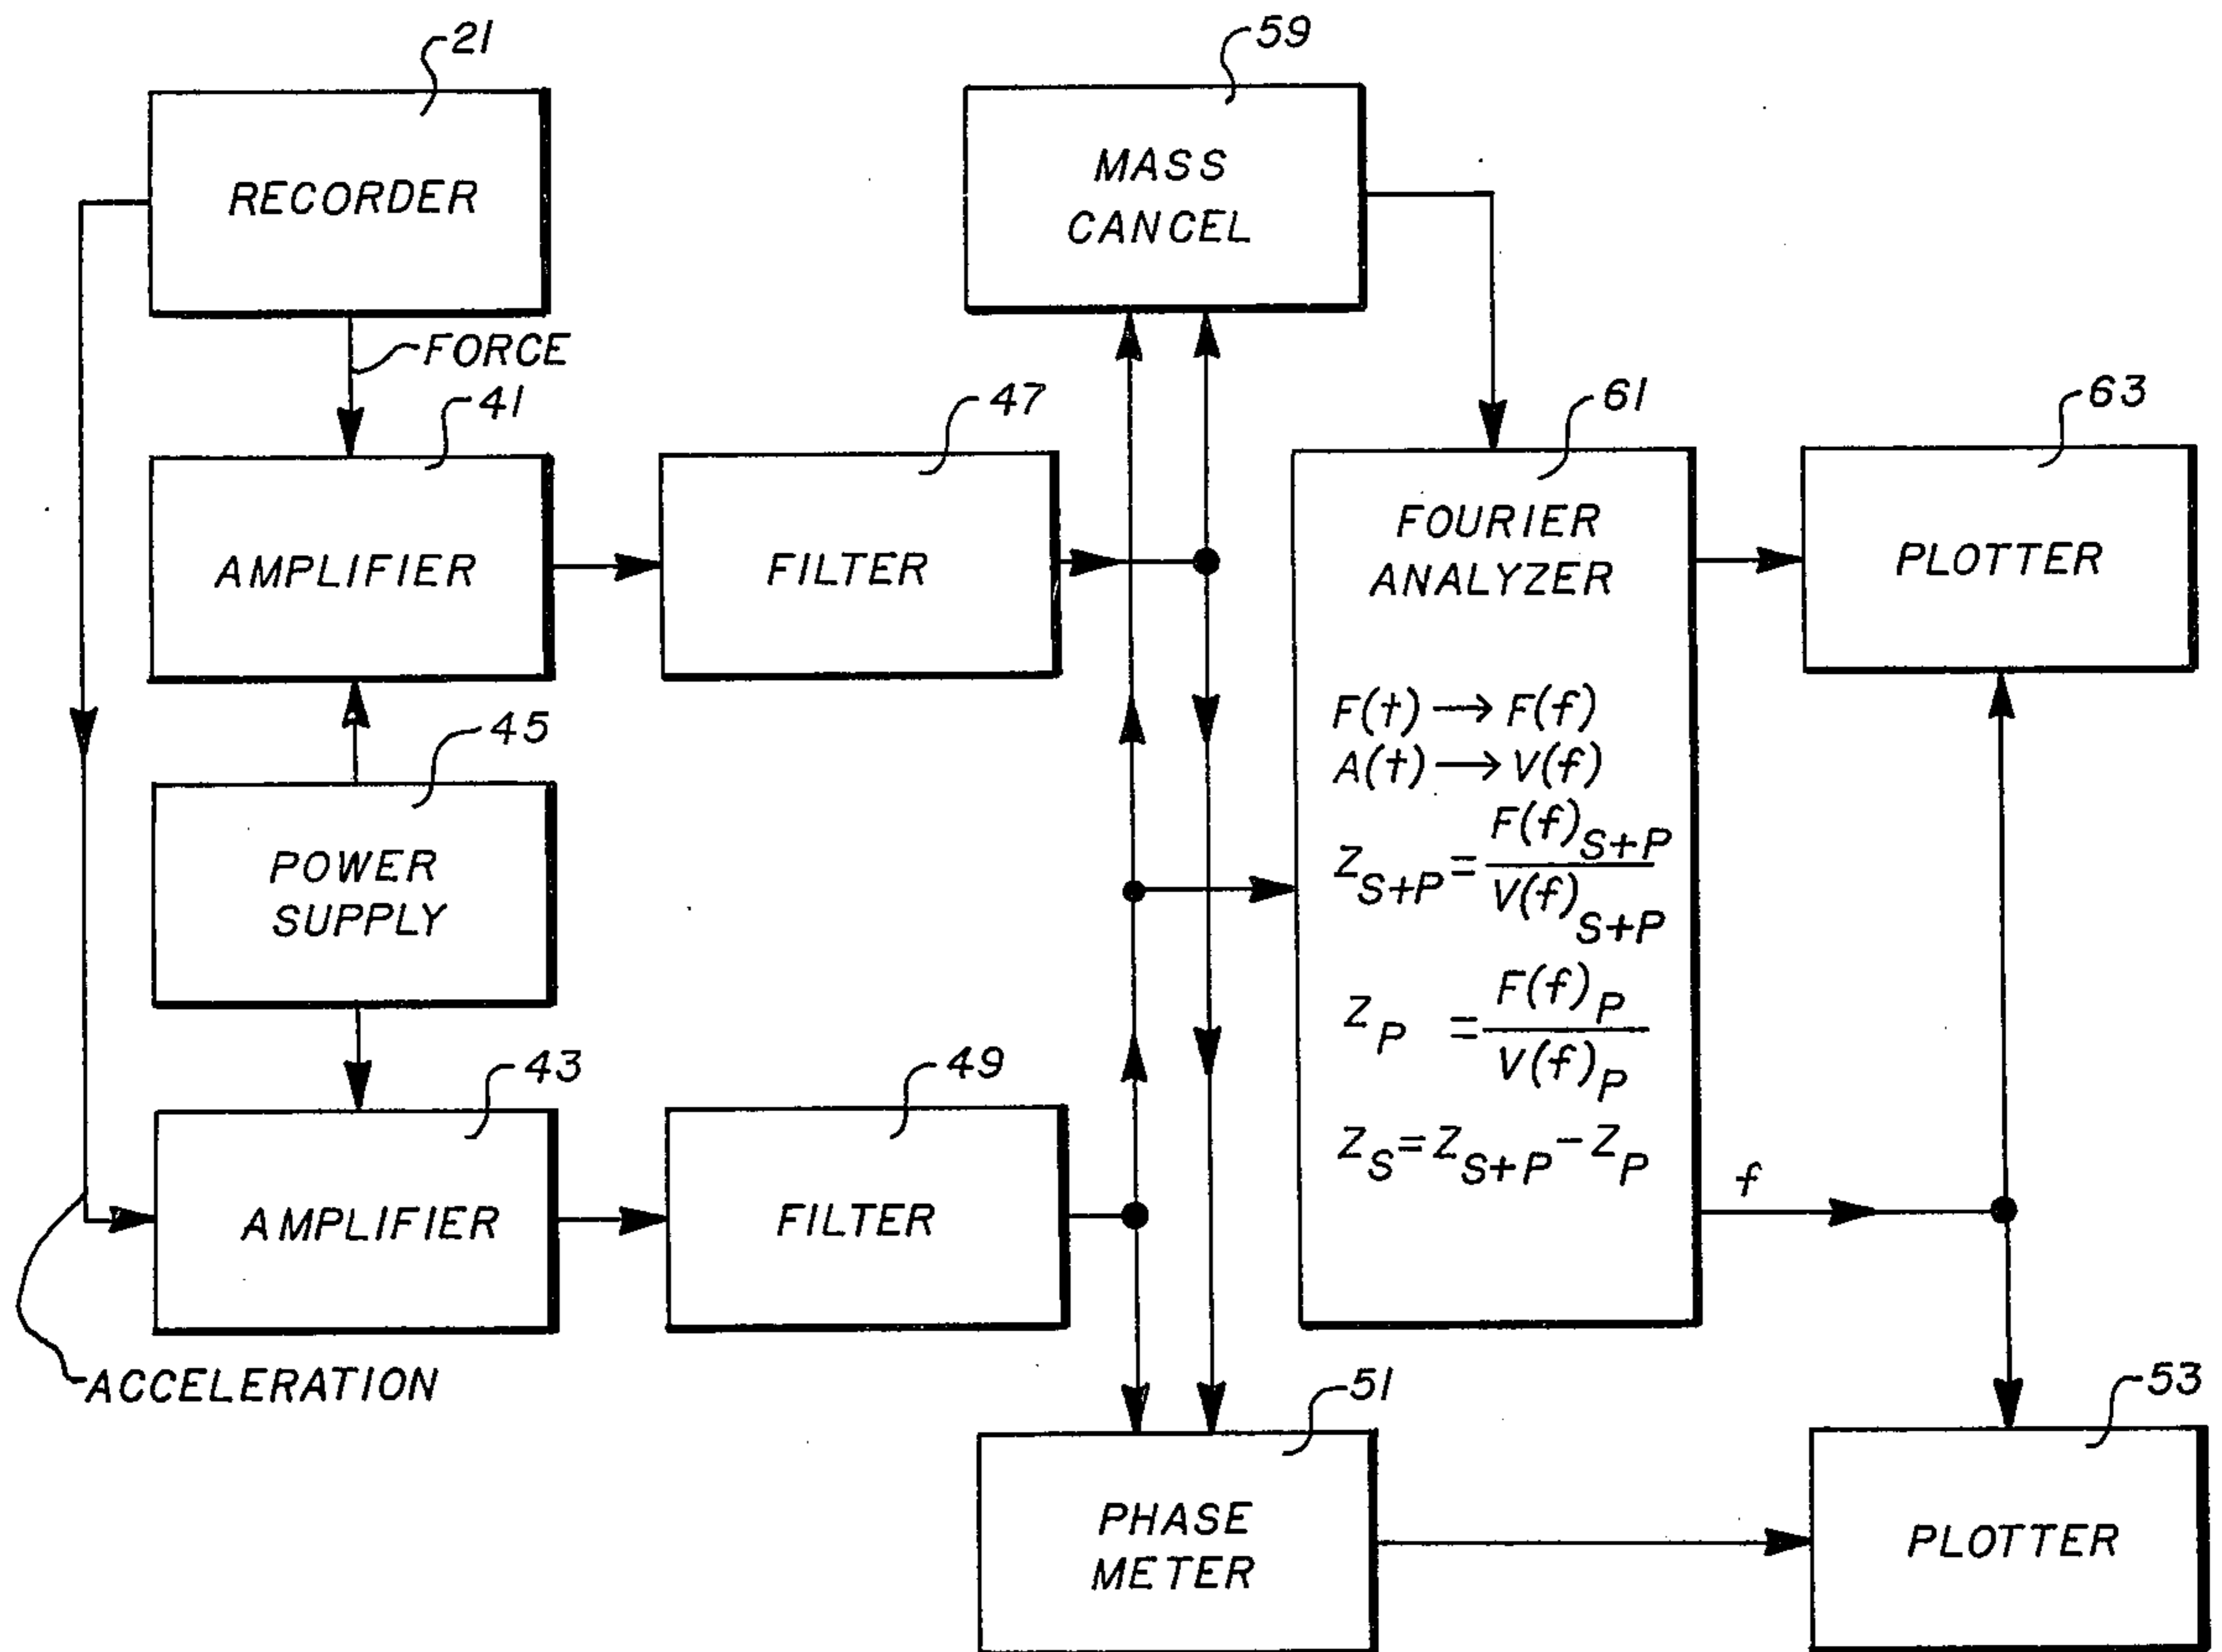 21
RECORDER
FORCE
41
AMPLIFIER
47
FILTER
45
POWER
SUPPLY
43
AMPLIFIER
ACCELERATION
49
FILTER
59
MASS
CANCEL
61
FOURIER
ANALYZER
F(t) → F(f)
A(t) → V(f)
Z_{S+P} = F(f)_{S+P} / V(f)_{S+P}
Z_P = F(f)_P / V(f)_P
Z_S = Z_{S+P} - Z_P
f
63
PLOTTER
51
PHASE
METER
53
PLOTTER